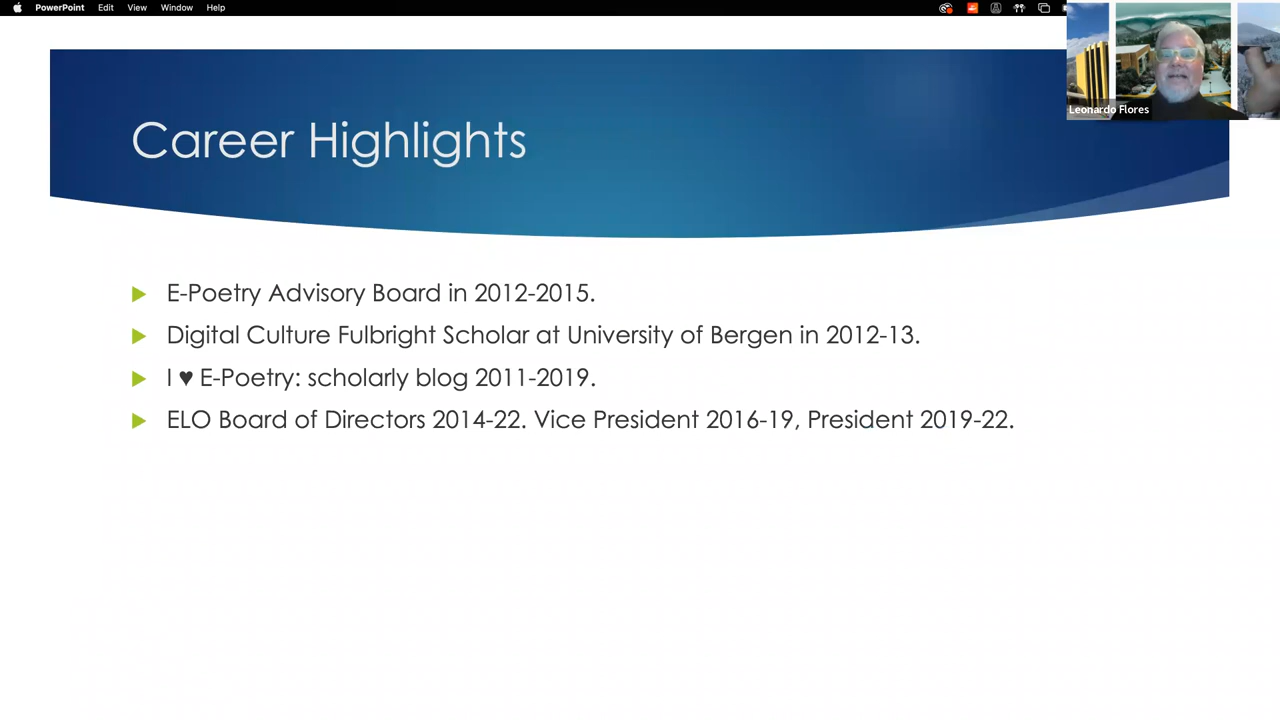 PowerPoint Edit View Window Help
Leonardo Flores
Career Highlights
E-Poetry Advisory Board in 2012-2015.
Digital Culture Fulbright Scholar at University of Bergen in 2012-13.
I ♥ E-Poetry: scholarly blog 2011-2019.
ELO Board of Directors 2014-22. Vice President 2016-19, President 2019-22.